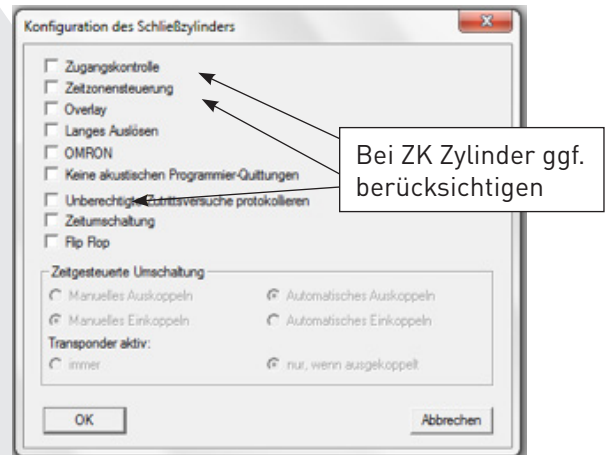 Konfiguration des Schließzylinders
Zugangskontrolle
Zeitzonensteuerung
Overlay
Langes Auslösen
OMRON
Keine akustischen Programmier-Quittungen
Unberechtigte Zutrittsversuche protokollieren
Zeitumschaltung
Flip Flop
Bei ZK Zylinder ggf.
berücksichtigen
Zeitgesteuerte Umschaltung
Manuelles Auskoppeln Automatisches Auskoppeln
Manuelles Einkoppeln Automatisches Einkoppeln
Transponder aktiv:
immer nur, wenn ausgekoppelt
OK Abbrechen